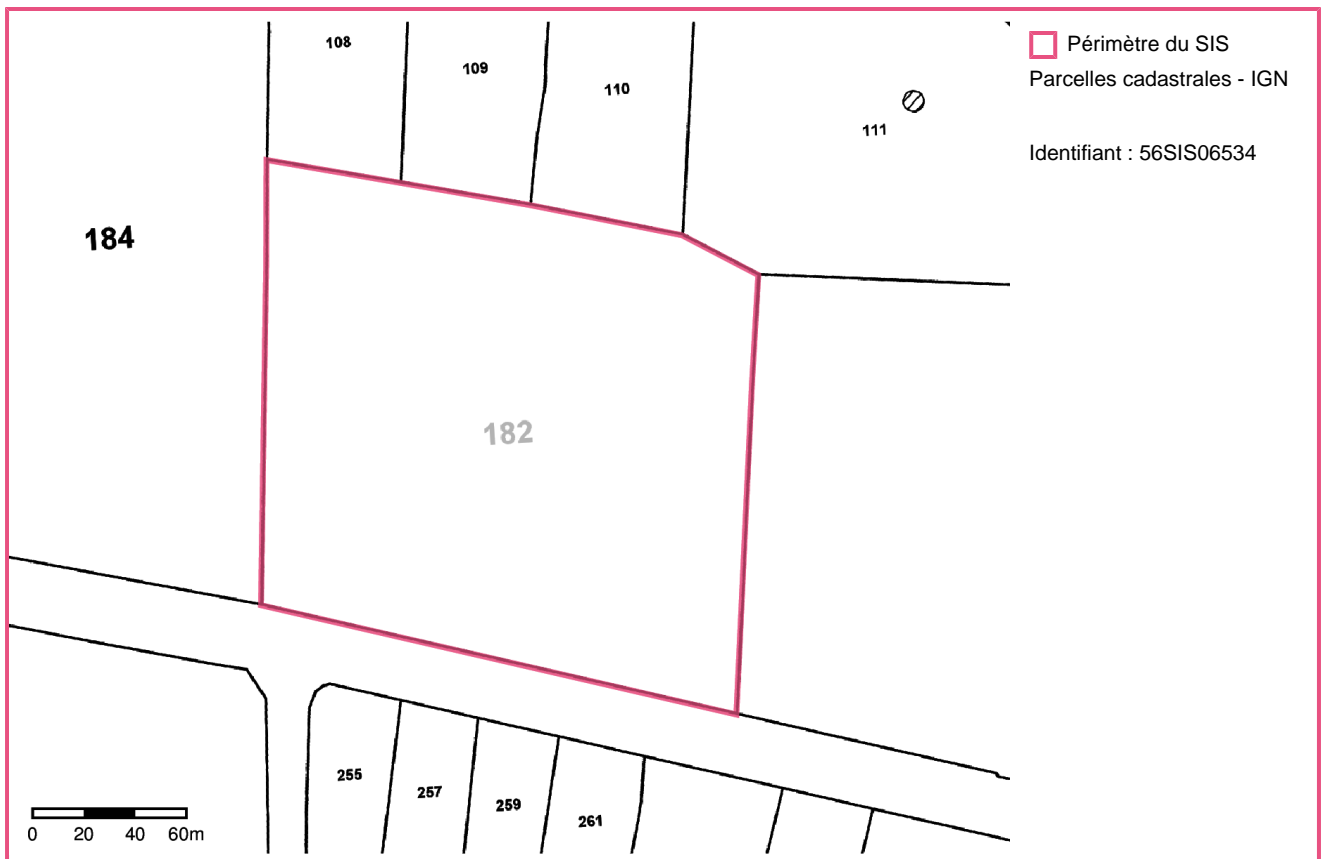 108
109
110
111
184
182
255
257
259
261
0 20 40 60m
Périmètre du SIS
Parcelles cadastrales - IGN
Identifiant : 56SIS06534